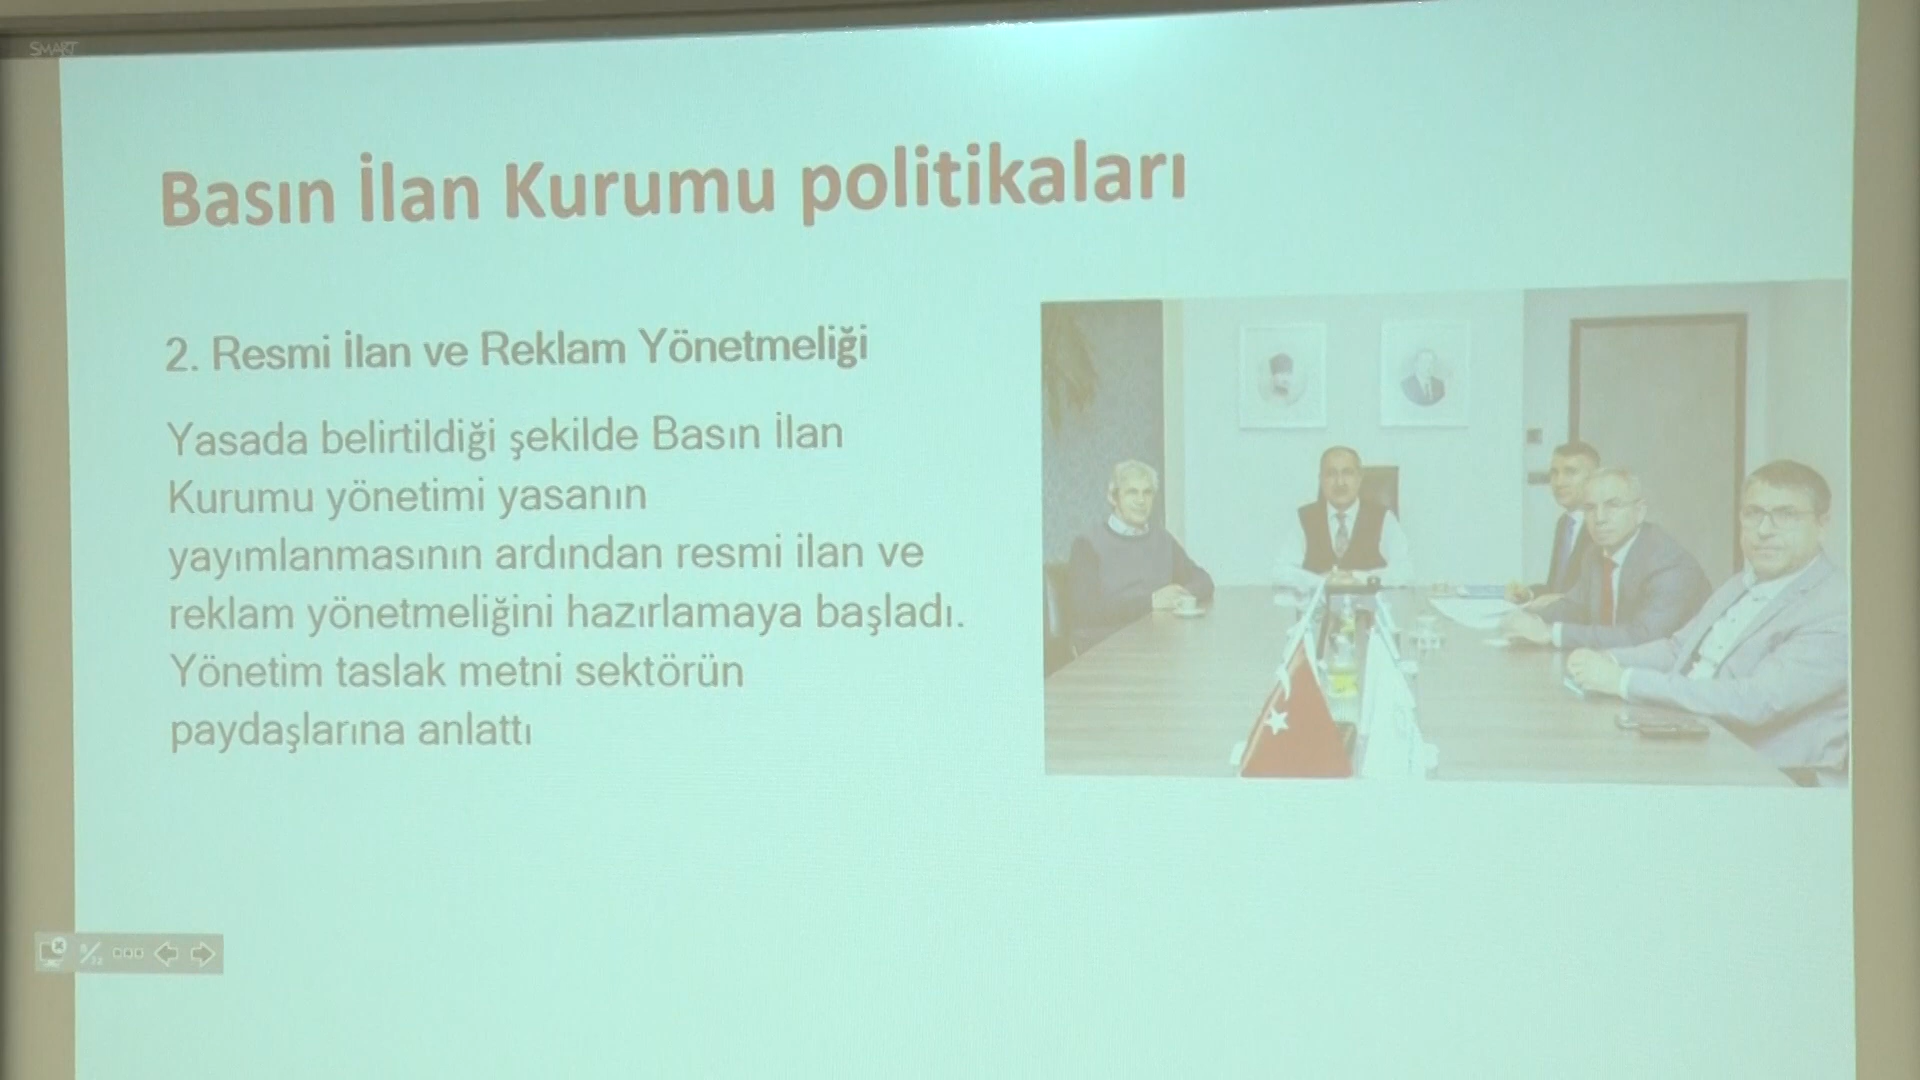 SMART
Basın İlan Kurumu politikaları
2. Resmi İlan ve Reklam Yönetmeliği
Yasada belirtildiği şekilde Basın İlan
Kurumu yönetimi yasanın
yayımlanmasının ardından resmi ilan ve
reklam yönetmeliğini hazırlamaya başladı.
Yönetim taslak metni sektörün
paydaşlarına anlattı